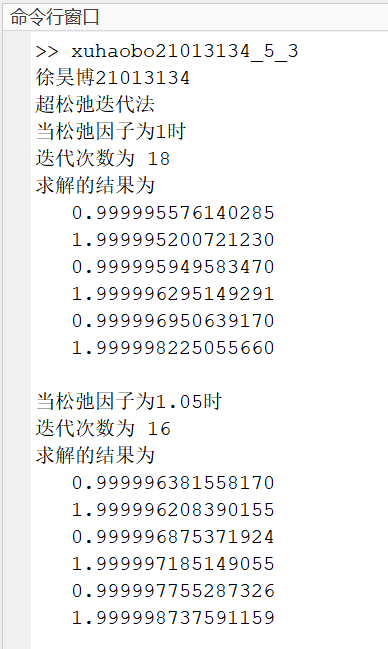 命令行窗口
>> xuhaobo21013134_5_3
徐昊博21013134
超松弛迭代法
当松弛因子为1时
迭代次数为 18
求解的结果为
0.999995576140285
1.999995200721230
0.999995949583470
1.999996295149291
0.999996950639170
1.999998225055660
当松弛因子为1.05时
迭代次数为 16
求解的结果为
0.999996381558170
1.999996208390155
0.999996875371924
1.999997185149055
0.999997755287326
1.999998737591159